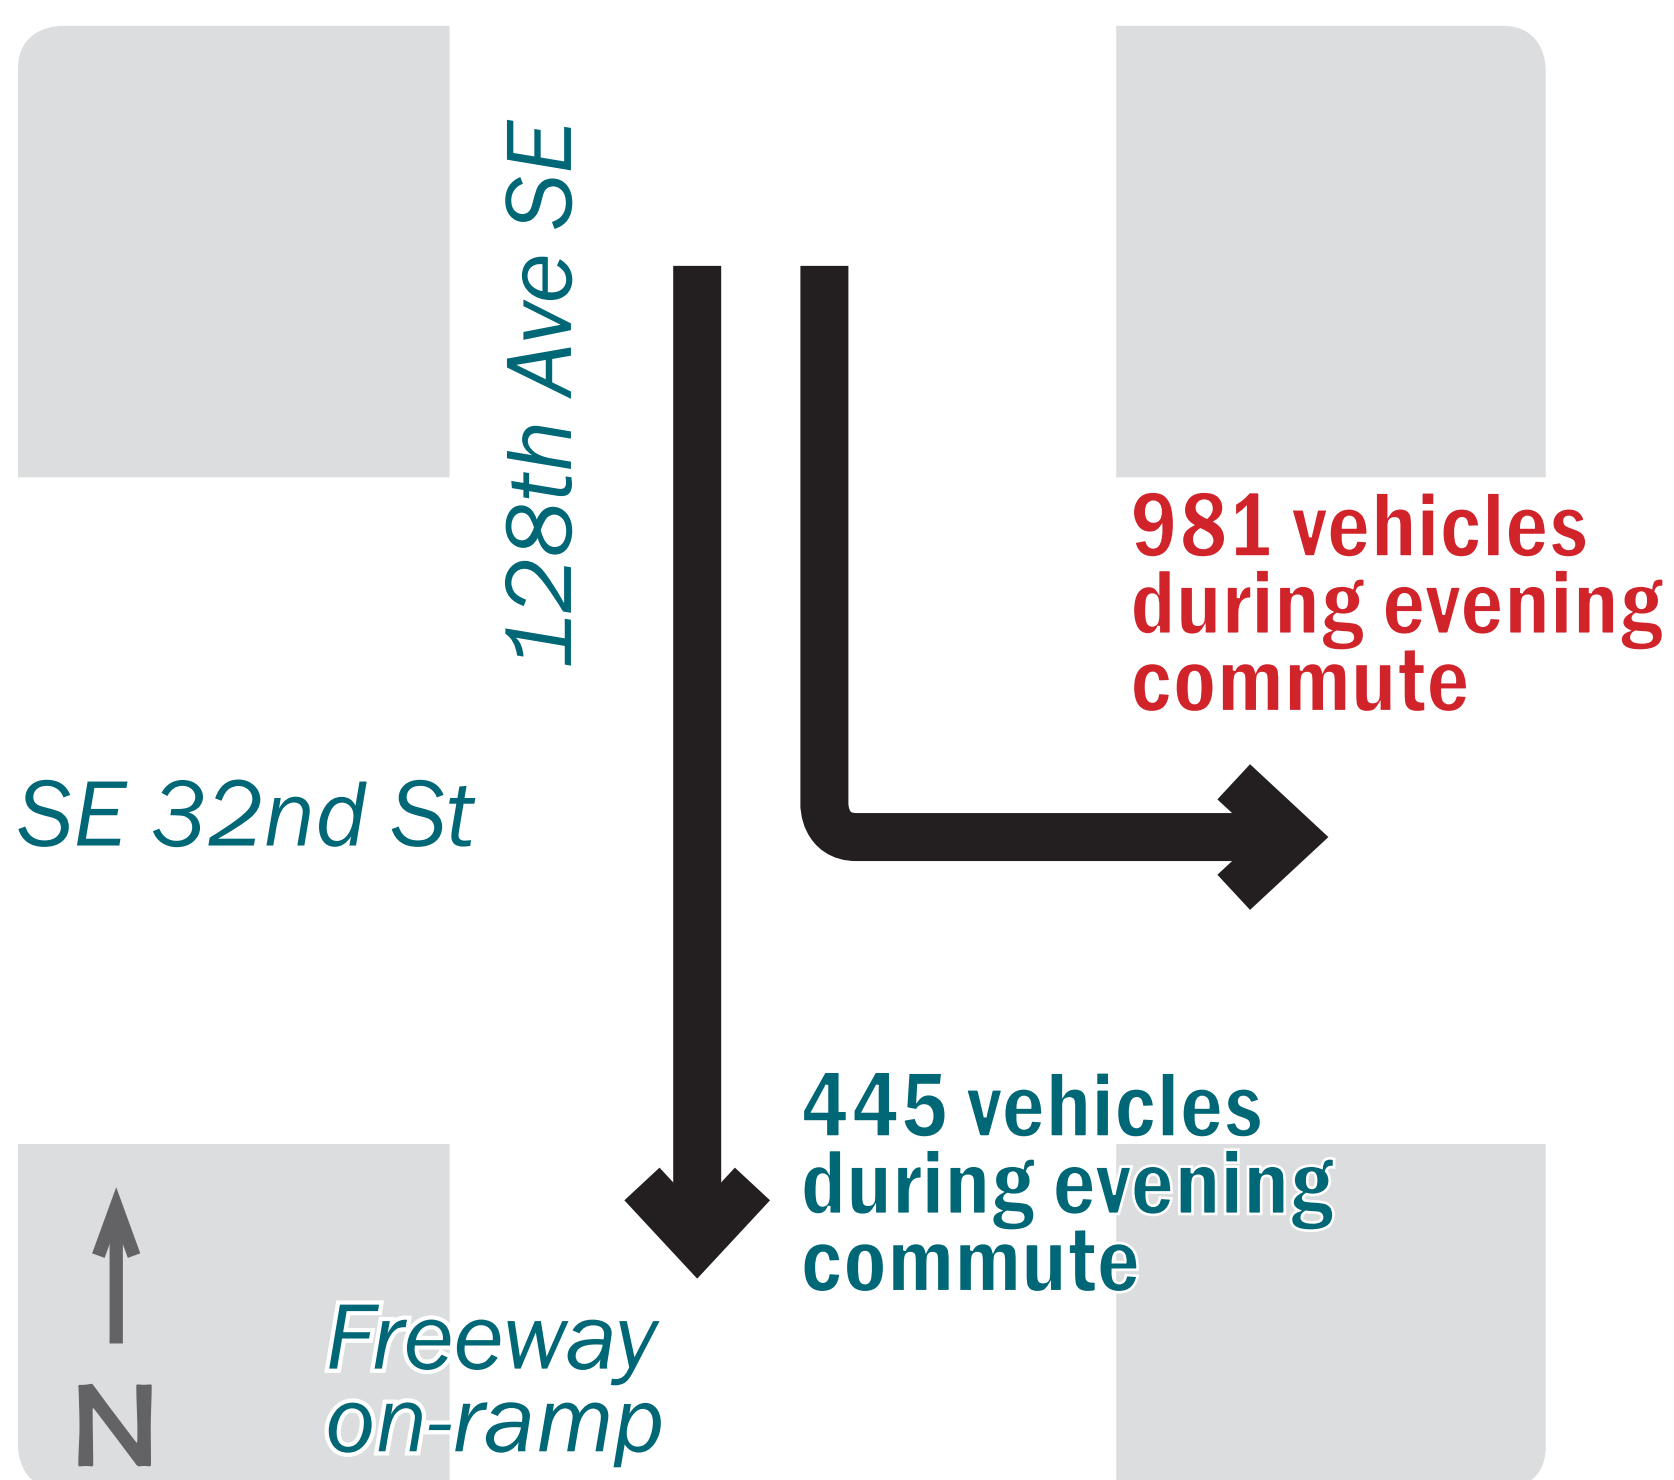 128th Ave SE
981 vehicles
during evening
commute
SE 32nd St
445 vehicles
during evening
commute
Freeway
on-ramp
N